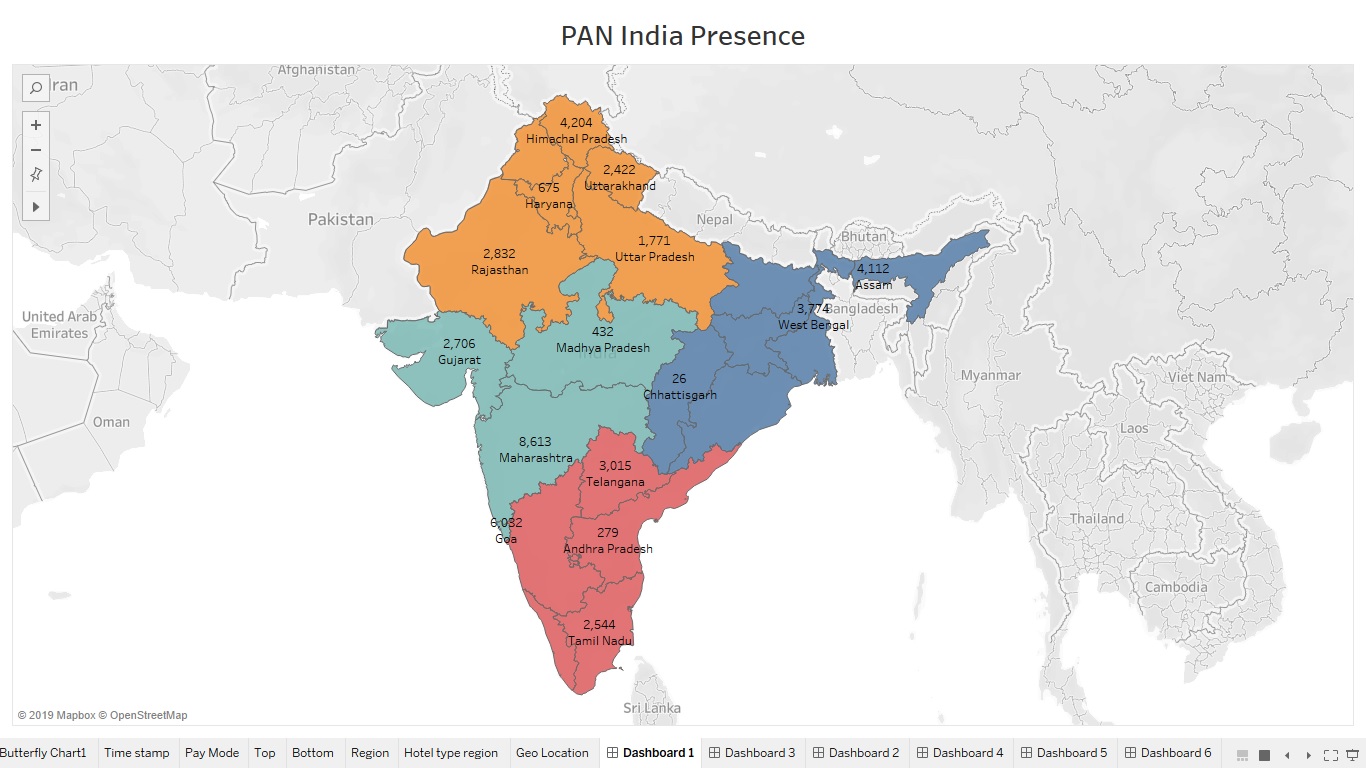 PAN India Presence
Afghanistan
Iran
4,204
Himachal Pradesh
2,422
Uttarakhand
675
Haryana
Pakistan
Nepal
Bhutan
1,771
Uttar Pradesh
2,832
Rajasthan
4,112
Assam
United Arab
Emirates
3,774
West Bengal
Bangladesh
432
Madhya Pradesh
India
2,706
Gujarat
26
Chhattisgarh
Myanmar
Viet Nam
Oman
Laos
8,613
Maharashtra
3,015
Telangana
6,032
Goa
279
Andhra Pradesh
Thailand
Cambodia
2,544
Tamil Nadu
Sri Lanka
© 2019 Mapbox © OpenStreetMap
Butterfly Chart1 Time stamp Pay Mode Top Bottom Region Hotel type region Geo Location Dashboard 1 Dashboard 3 Dashboard 2 Dashboard 4 Dashboard 5 Dashboard 6